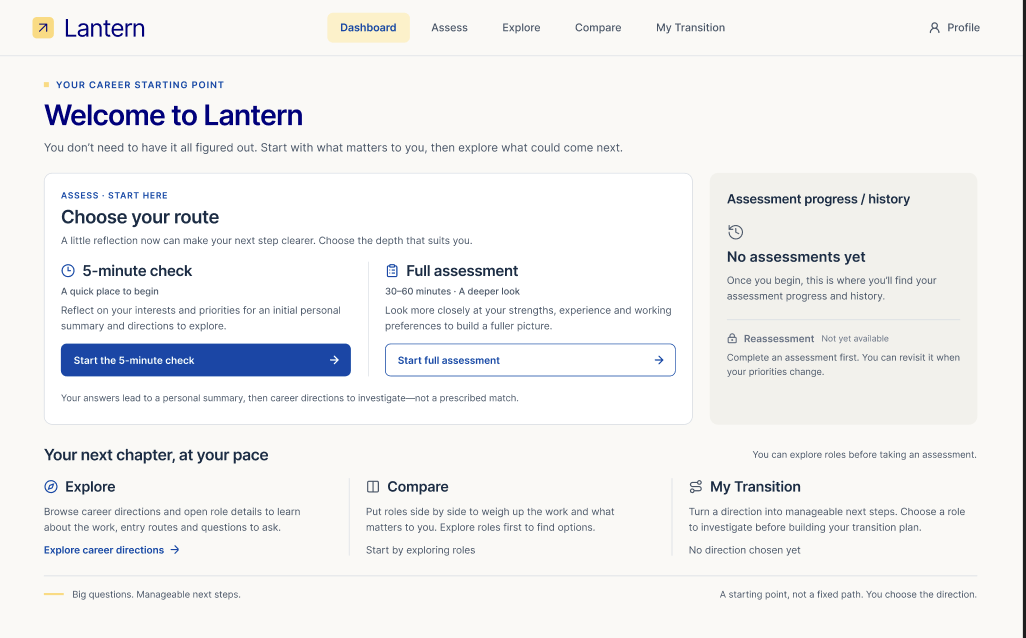 Lantern
Dashboard
Assess
Explore
Compare
My Transition
Profile
YOUR CAREER STARTING POINT
Welcome to Lantern
You don't need to have it all figured out. Start with what matters to you, then explore what could come next.
ASSESS · START HERE
Choose your route
A little reflection now can make your next step clearer. Choose the depth that suits you.
5-minute check
A quick place to begin
Reflect on your interests and priorities for an initial personal
summary and directions to explore.
Start the 5-minute check
Full assessment
30–60 minutes · A deeper look
Look more closely at your strengths, experience and working
preferences to build a fuller picture.
Start full assessment
Your answers lead to a personal summary, then career directions to investigate—not a prescribed match.
Assessment progress / history
No assessments yet
Once you begin, this is where you'll find your
assessment progress and history.
Reassessment Not yet available
Complete an assessment first. You can revisit it when
your priorities change.
Your next chapter, at your pace
You can explore roles before taking an assessment.
Explore
Browse career directions and open role details to learn
about the work, entry routes and questions to ask.
Explore career directions
Compare
Put roles side by side to weigh up the work and what
matters to you. Explore roles first to find options.
Start by exploring roles
My Transition
Turn a direction into manageable next steps. Choose a role
to investigate before building your transition plan.
No direction chosen yet
Big questions. Manageable next steps.
A starting point, not a fixed path. You choose the direction.